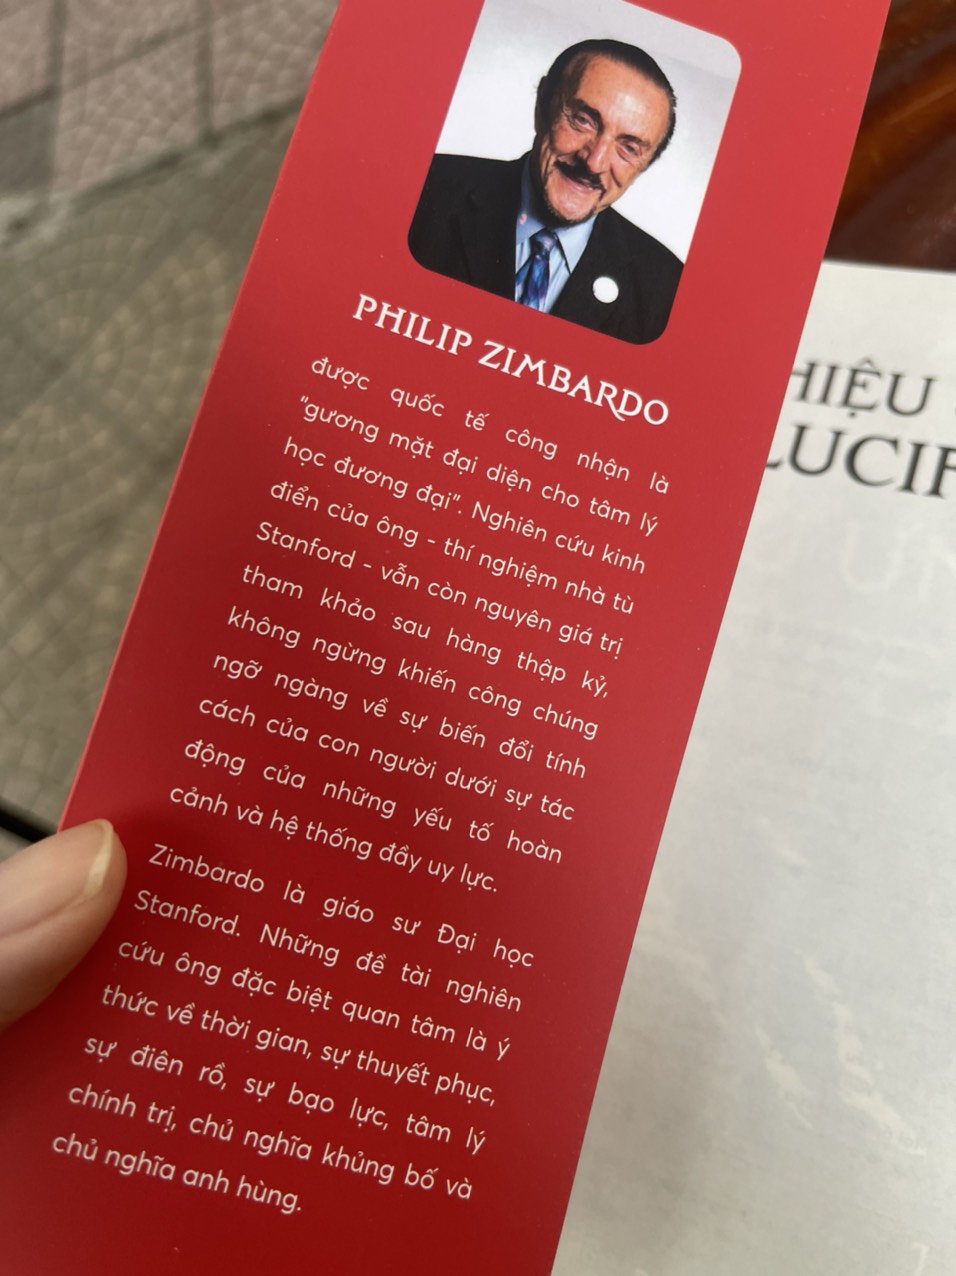 PHILIP ZIMBARDO
được quốc tế công nhận là
"gương mặt đại diện cho tâm lý
học đương đại". Nghiên cứu kinh
điển của ông - thí nghiệm nhà tù
Stanford - vẫn còn nguyên giá trị
tham khảo sau hàng thập kỷ,
không ngừng khiến công chúng
ngỡ ngàng về sự biến đổi tính
cách của con người dưới sự tác
động của những yếu tố hoàn
cảnh và hệ thống đầy uy lực.
Zimbardo là giáo sư Đại học
Stanford. Những đề tài nghiên
cứu ông đặc biệt quan tâm là ý
thức về thời gian, sự thuyết phục,
sự điên rồ, sự bạo lực, tâm lý
chính trị, chủ nghĩa khủng bố và
chủ nghĩa anh hùng.
HIỆU
LUCIF